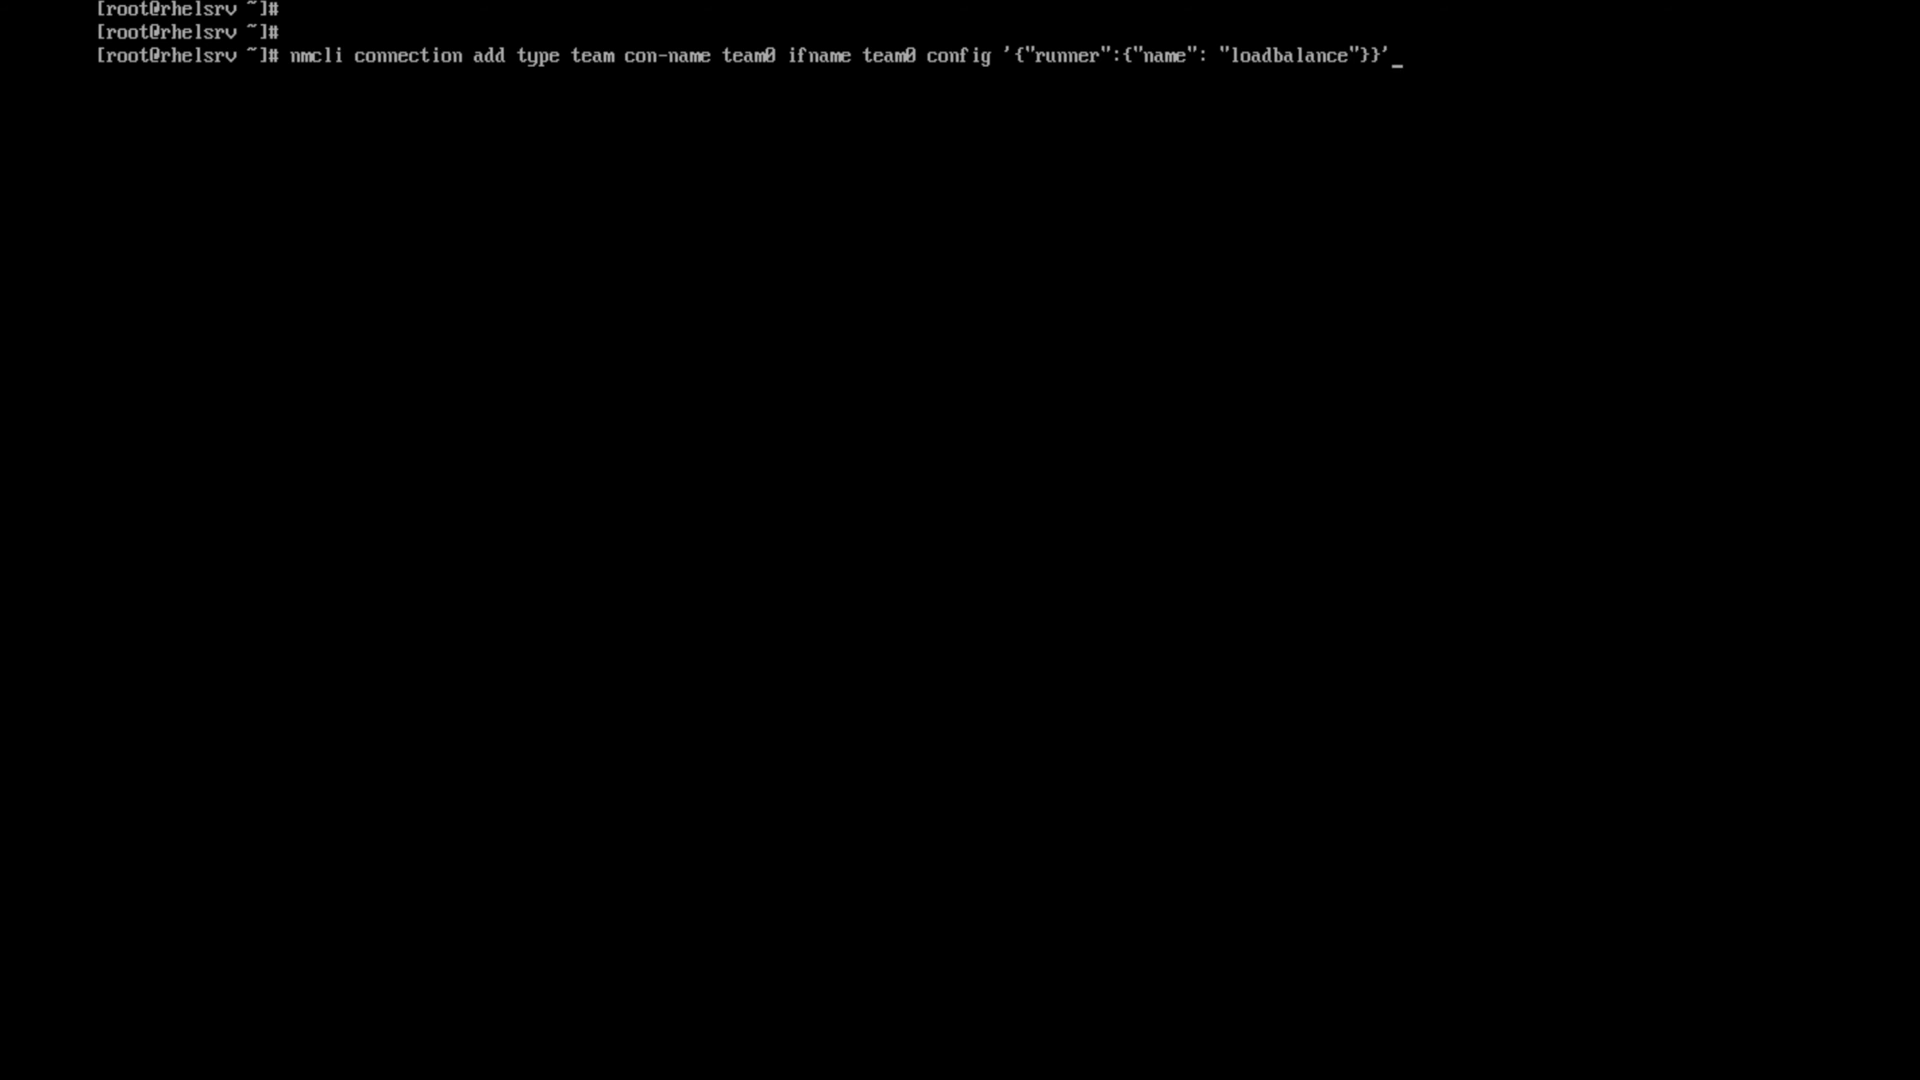 [root@rhelsrv ~]#
[root@rhelsrv ~]#
[root@rhelsrv ~]# nmcli connection add type team con-name team0 ifname team0 config '{"runner":{"name": "loadbalance"}}'_